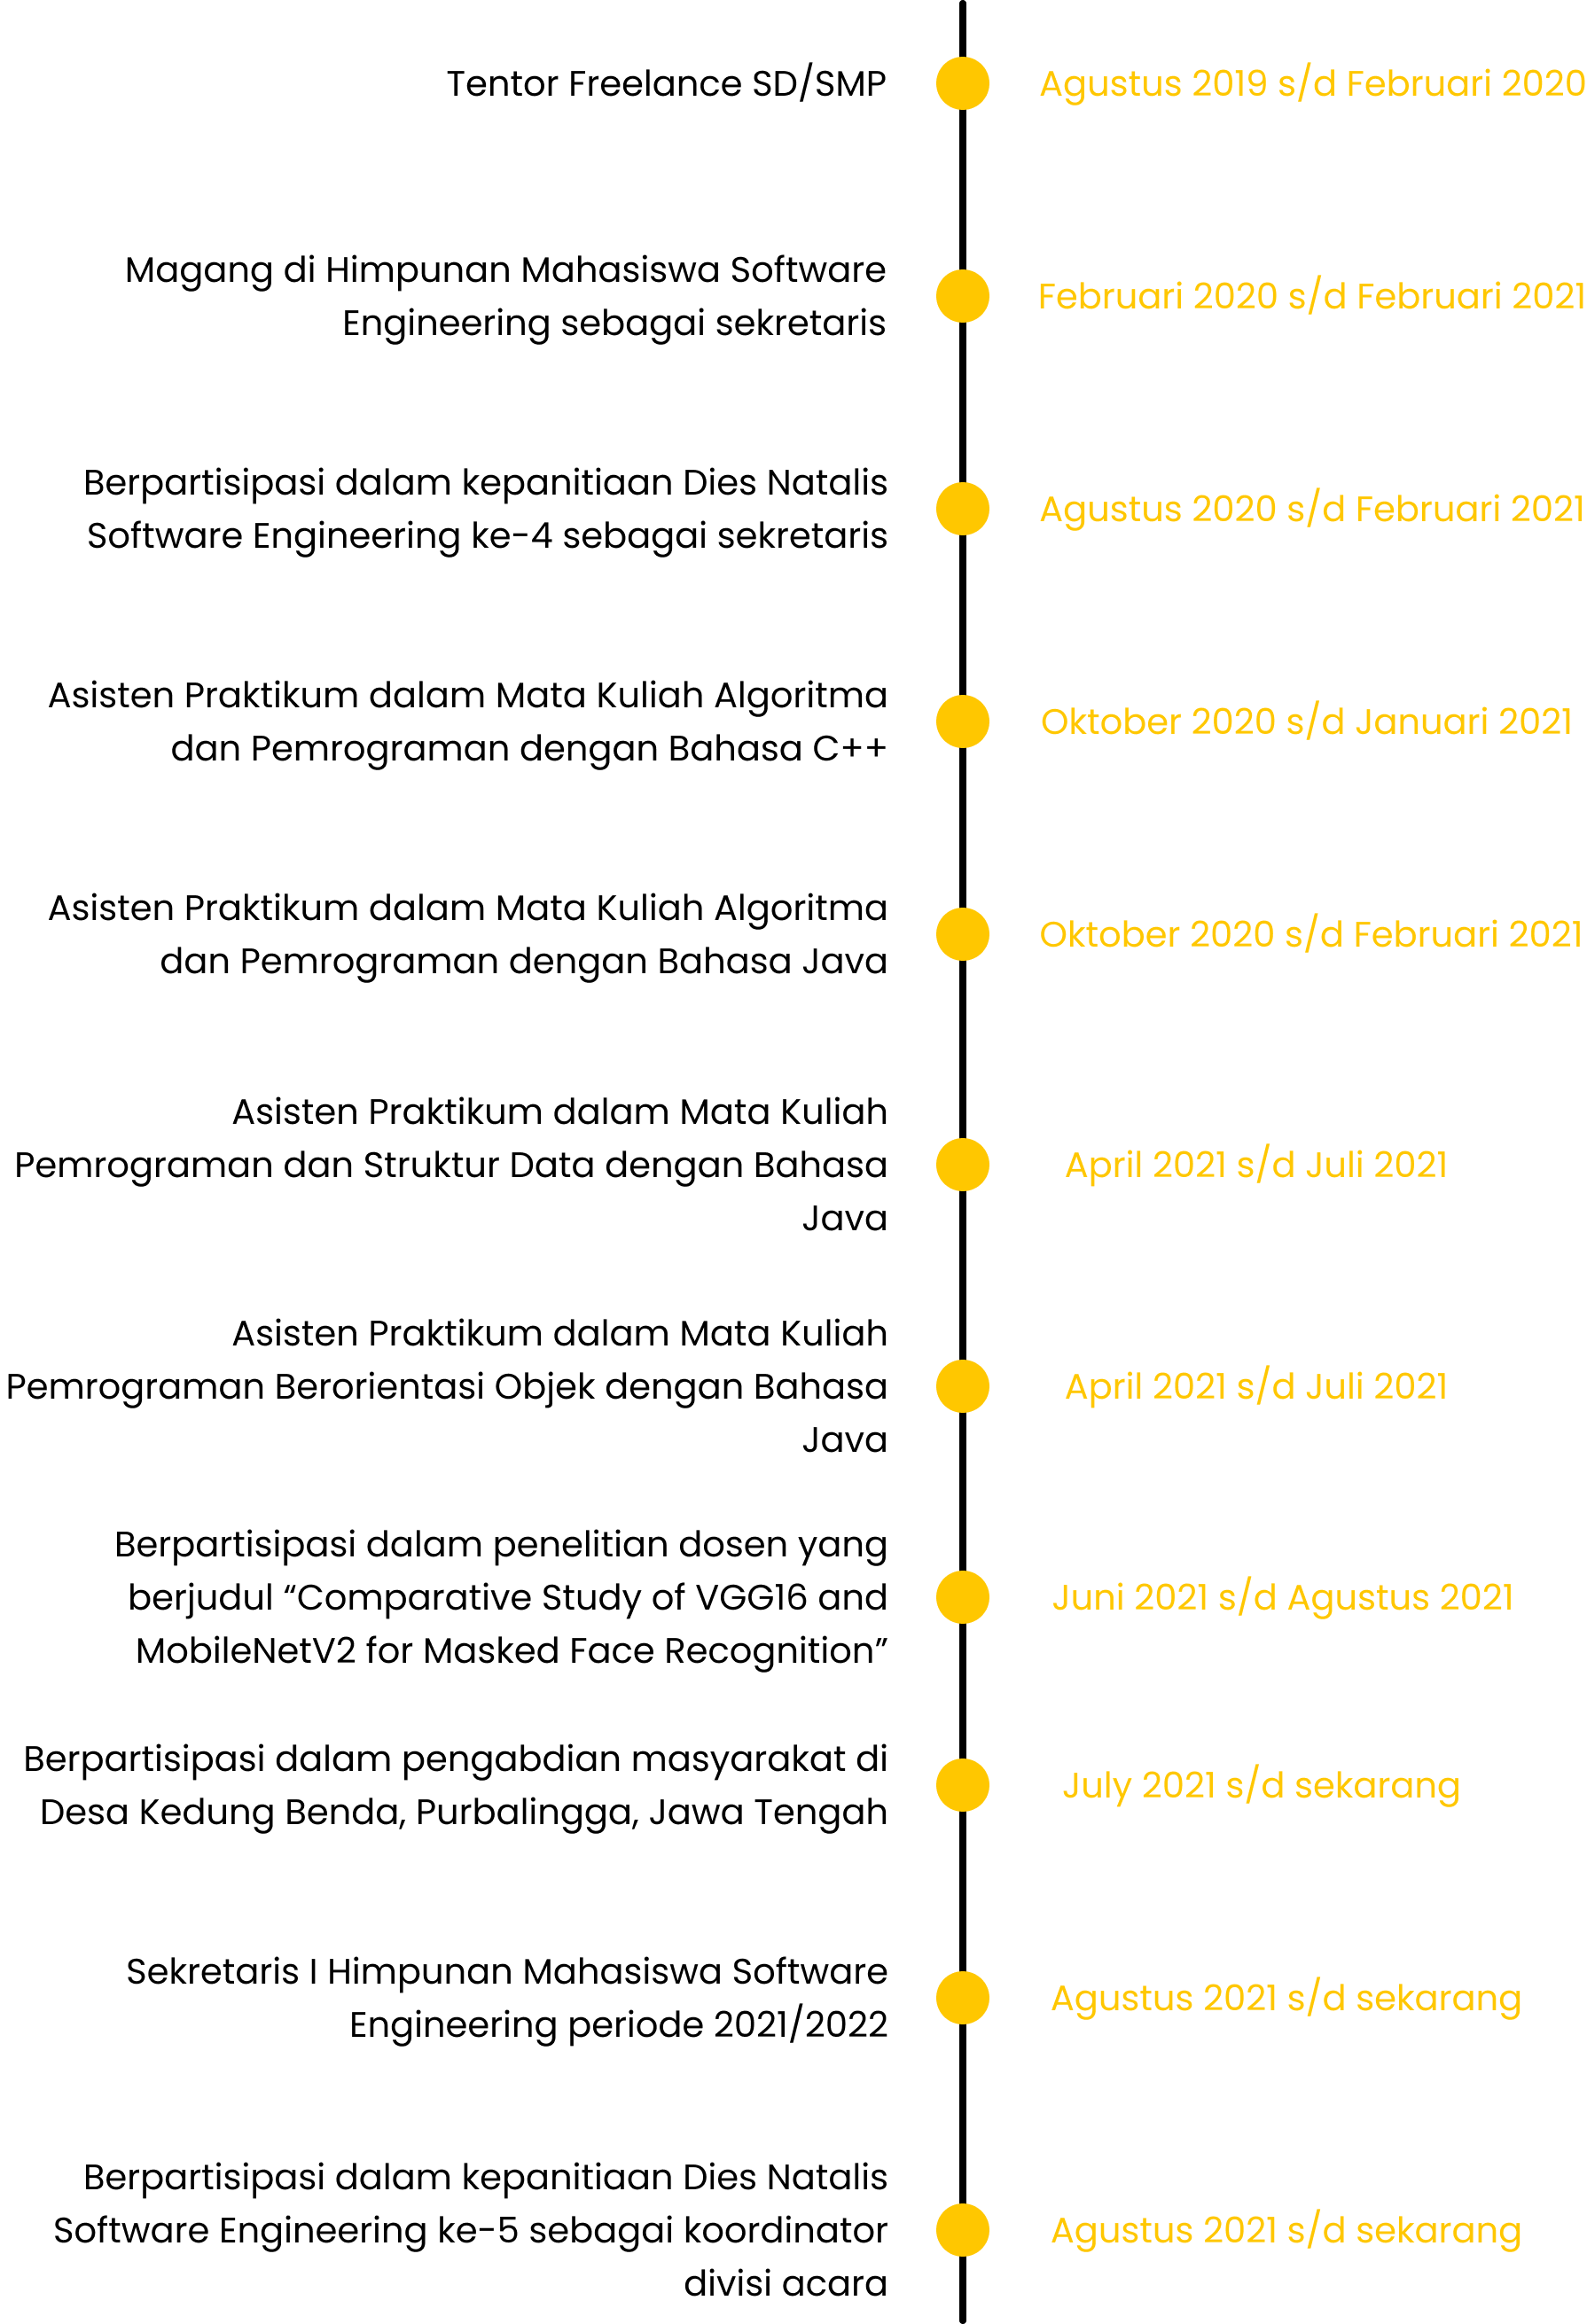 Tentor Freelance SD/SMP
Agustus 2019 s/d Februari 2020
Magang di Himpunan Mahasiswa Software
Engineering sebagai sekretaris
Februari 2020 s/d Februari 2021
Berpartisipasi dalam kepanitiaan Dies Natalis
Software Engineering ke-4 sebagai sekretaris
Agustus 2020 s/d Februari 2021
Asisten Praktikum dalam Mata Kuliah Algoritma
dan Pemrograman dengan Bahasa C++
Oktober 2020 s/d Januari 2021
Asisten Praktikum dalam Mata Kuliah Algoritma
dan Pemrograman dengan Bahasa Java
Oktober 2020 s/d Februari 2021
Asisten Praktikum dalam Mata Kuliah
Pemrograman dan Struktur Data dengan Bahasa
Java
April 2021 s/d Juli 2021
Asisten Praktikum dalam Mata Kuliah
Pemrograman Berorientasi Objek dengan Bahasa
Java
April 2021 s/d Juli 2021
Berpartisipasi dalam penelitian dosen yang
berjudul “Comparative Study of VGG16 and
MobileNetV2 for Masked Face Recognition”
Juni 2021 s/d Agustus 2021
Berpartisipasi dalam pengabdian masyarakat di
Desa Kedung Benda, Purbalingga, Jawa Tengah
July 2021 s/d sekarang
Sekretaris I Himpunan Mahasiswa Software
Engineering periode 2021/2022
Agustus 2021 s/d sekarang
Berpartisipasi dalam kepanitiaan Dies Natalis
Software Engineering ke-5 sebagai koordinator
divisi acara
Agustus 2021 s/d sekarang